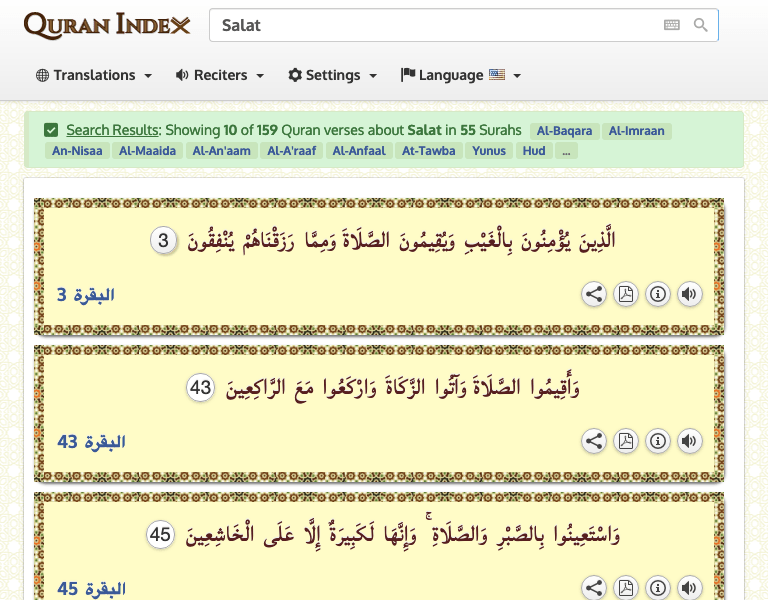 QURAN INDEX
Salat
Translations Reciters Settings Language
Search Results: Showing 10 of 159 Quran verses about Salat in 55 Surahs Al-Baqara Al-Imraan
An-Nisaa Al-Maaida Al-An'aam Al-A'raaf Al-Anfaal At-Tawba Yunus Hud ...
الَّذِينَ يُؤْمِنُونَ بِالْغَيْبِ وَيُقِيمُونَ الصَّلَاةَ وَمِمَّا رَزَقْنَاهُمْ يُنْفِقُونَ 3
البقرة 3
وَأَقِيمُوا الصَّلَاةَ وَآتُوا الزَّكَاةَ وَارْكَعُوا مَعَ الرَّاكِعِينَ 43
البقرة 43
وَاسْتَعِينُوا بِالصَّبْرِ وَالصَّلَاةِ ۚ وَإِنَّهَا لَكَبِيرَةٌ إِلَّا عَلَى الْخَاشِعِينَ 45
البقرة 45